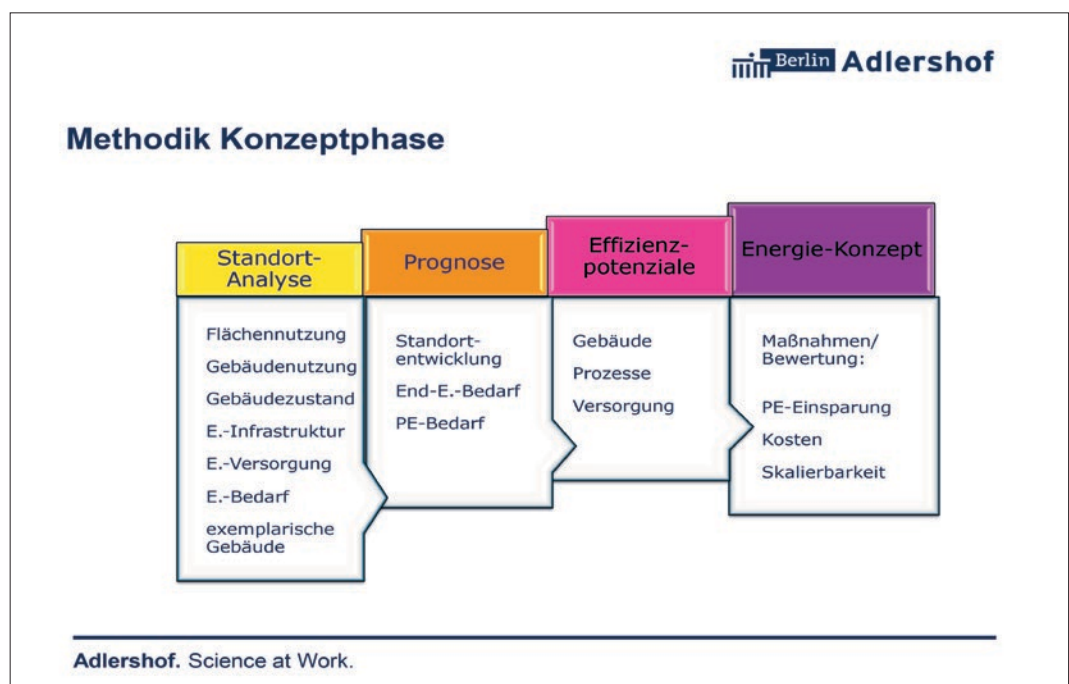 Berlin Adlershof
Methodik Konzeptphase
Standort-
Analyse
Flächennutzung
Gebäudenutzung
Gebäudezustand
E.-Infrastruktur
E.-Versorgung
E.-Bedarf
exemplarische
Gebäude
Prognose
Standort-
entwicklung
End-E.-Bedarf
PE-Bedarf
Effizienz-
potenziale
Gebäude
Prozesse
Versorgung
Energie-Konzept
Maßnahmen/
Bewertung:
PE-Einsparung
Kosten
Skalierbarkeit
Adlershof. Science at Work.